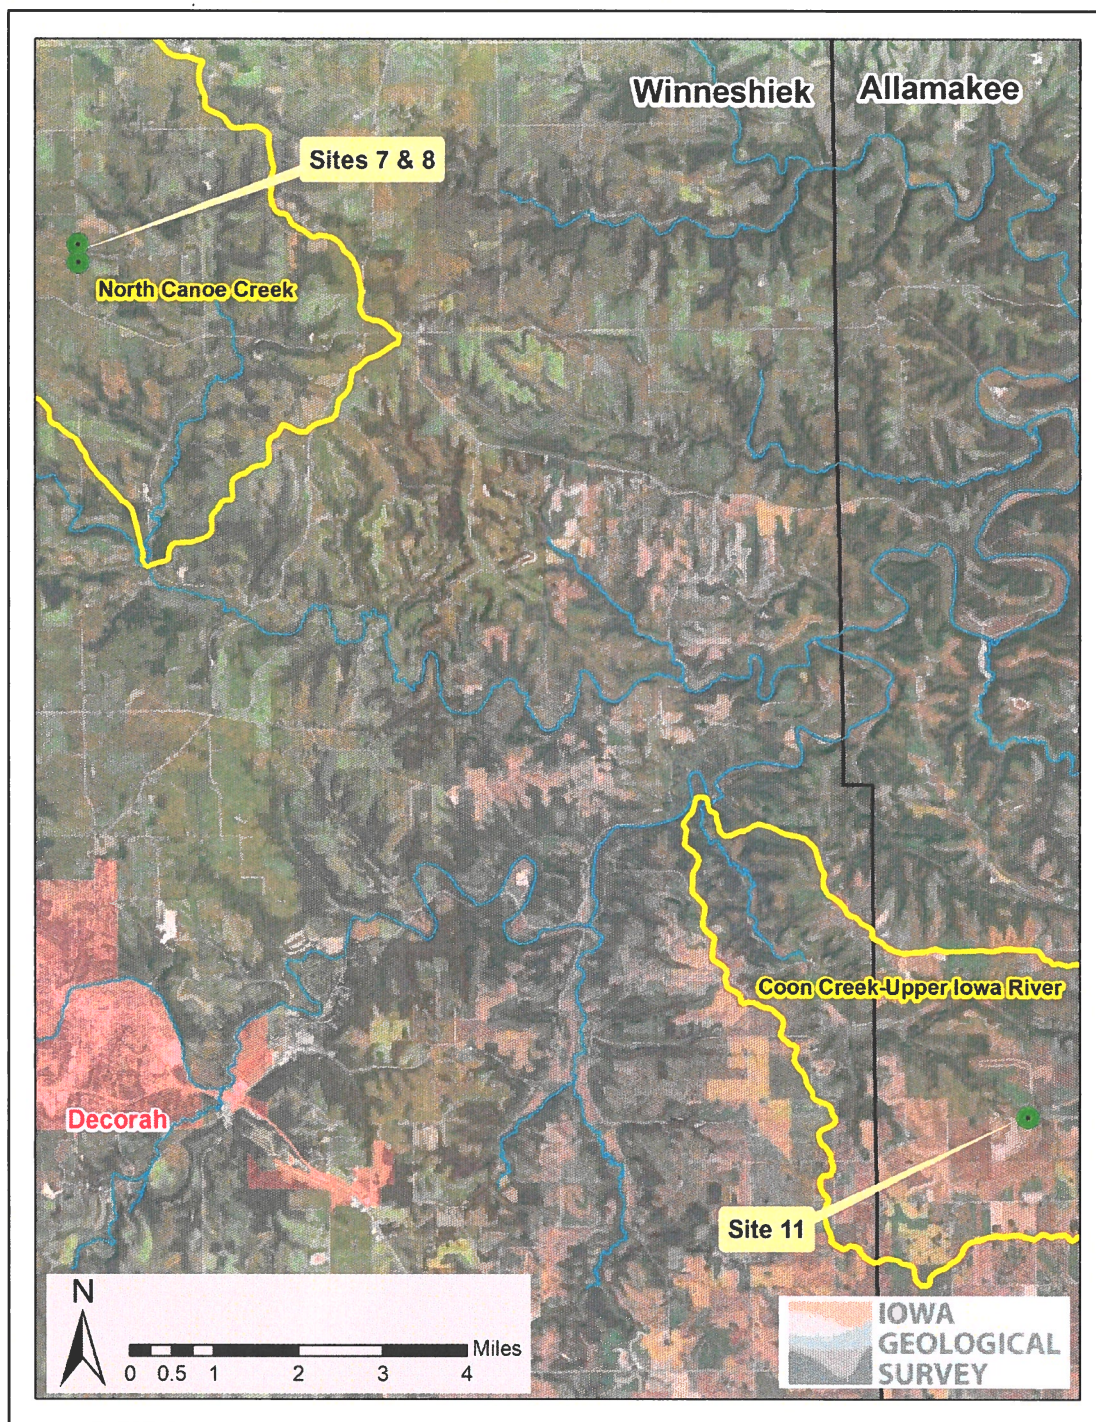 Winneshiek
Allamakee
Sites 7 & 8
North Canoe Creek
Coon Creek-Upper Iowa River
Decorah
Site 11
N
Miles
0 0.5 1 2 3 4
IOWA
GEOLOGICAL
SURVEY